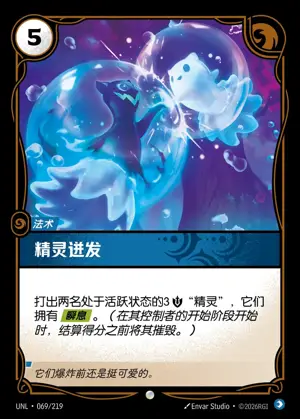 5
法术
精灵迸发
打出两名处于活跃状态的3 “精灵”，它们
拥有 瞬息 。（在其控制者的开始阶段开始
时，结算得分之前将其摧毁。）
它们爆炸前还是挺可爱的。
UNL • 069/219
Envar Studio • ©2026RGI